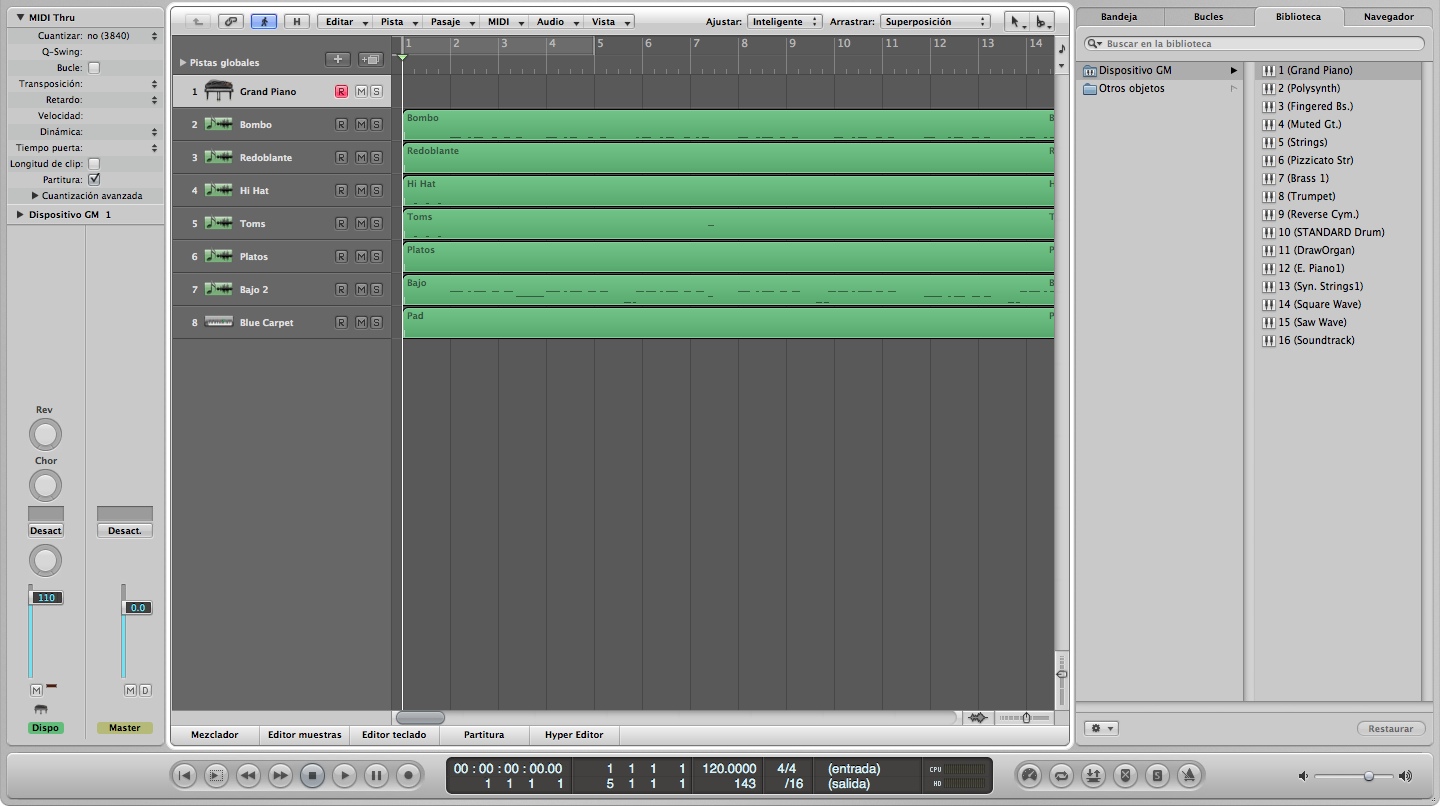 MIDI Thru
Cuantizar: no (3840)
Q-Swing:
Bucle:
Transposición:
Retardo:
Velocidad:
Dinámica:
Tiempo puerta:
Longitud de clip:
Partitura:
Cuantización avanzada
Dispositivo GM 1
Rev
Chor
Desact
Desact.
110
0.0
M
M D
Dispo
Master
H Editar Pista Pasaje MIDI Audio Vista Ajustar: Inteligente Arrastrar: Superposición
Pistas globales
1 2 3 4 5 6 7 8 9 10 11 12 13 14
1 Grand Piano R M S
2 Bombo R M S
Bombo B
3 Redoblante R M S
Redoblante R
4 Hi Hat R M S
Hi Hat H
5 Toms R M S
Toms T
6 Platos R M S
Platos P
7 Bajo 2 R M S
Bajo B
8 Blue Carpet R M S
Pad P
Mezclador Editor muestras Editor teclado Partitura Hyper Editor
Bandeja Bucles Biblioteca Navegador
Buscar en la biblioteca
Dispositivo GM
Otros objetos
1 (Grand Piano)
2 (Polysynth)
3 (Fingered Bs.)
4 (Muted Gt.)
5 (Strings)
6 (Pizzicato Str)
7 (Brass 1)
8 (Trumpet)
9 (Reverse Cym.)
10 (STANDARD Drum)
11 (DrawOrgan)
12 (E. Piano1)
13 (Syn. Strings1)
14 (Square Wave)
15 (Saw Wave)
16 (Soundtrack)
Restaurar
00 : 00 : 00 : 00.00 1 1 1 1 120.0000 4/4 (entrada) CPU
1 1 1 1 5 1 1 1 143 /16 (salida) HD
S